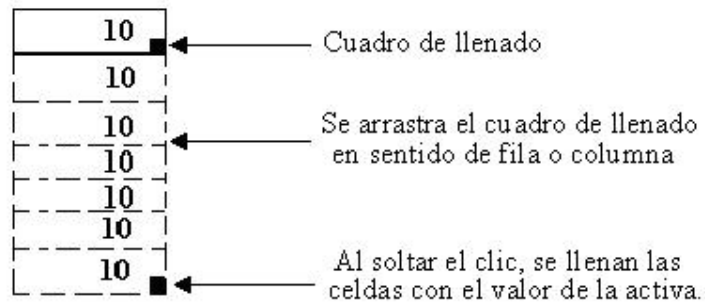 10
Cuadro de llenado
10
10
Se arrastra el cuadro de llenado
en sentido de fila o columna
10
10
10
10
Al soltar el clic, se llenan las
celdas con el valor de la activa.